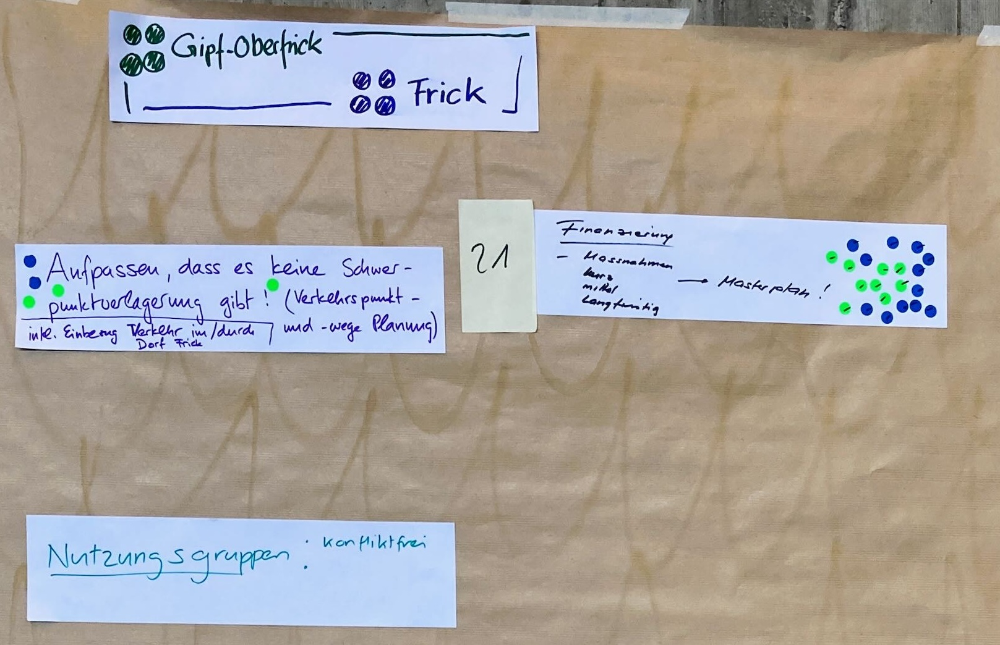 Gipf-Oberfrick
Frick
Aufpassen, dass es keine Schwer-
punktverlagerung gibt! (Verkehrspunkt-
und -wege Planung)
inkl. Einbezug Verkehr im/durch
Dorf Frick
21
Finanzierung
- Massnahmen
kurz
mittel
langfristig
→ Masterplan!
Nutzungsgruppen: konfliktfrei